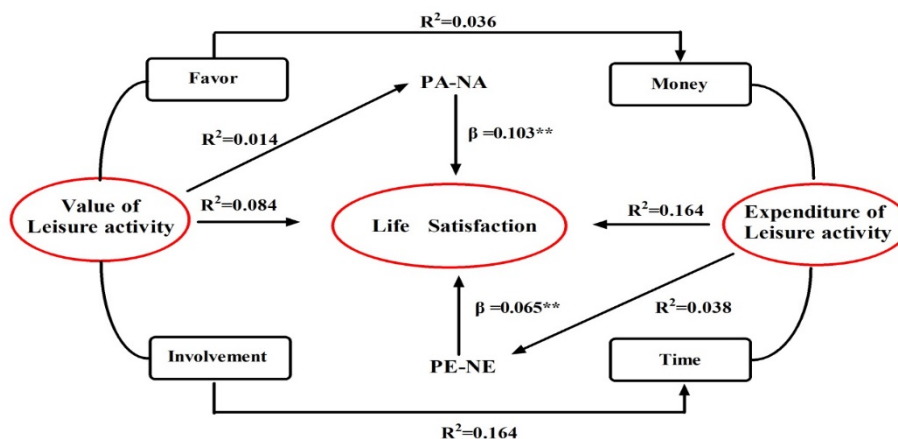 R²=0.036
Favor
Money
PA-NA
R²=0.014
β =0.103**
Value of
Leisure activity
R²=0.084
Life Satisfaction
R²=0.164
Expenditure of
Leisure activity
β =0.065**
R²=0.038
Involvement
PE-NE
Time
R²=0.164